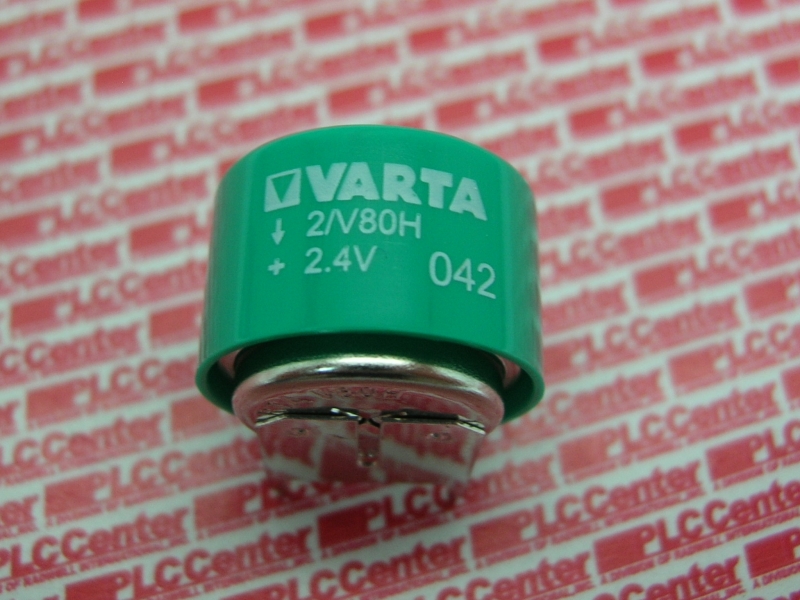 VARTA
↓ 2/V80H
+ 2.4V 042
PLCCenter